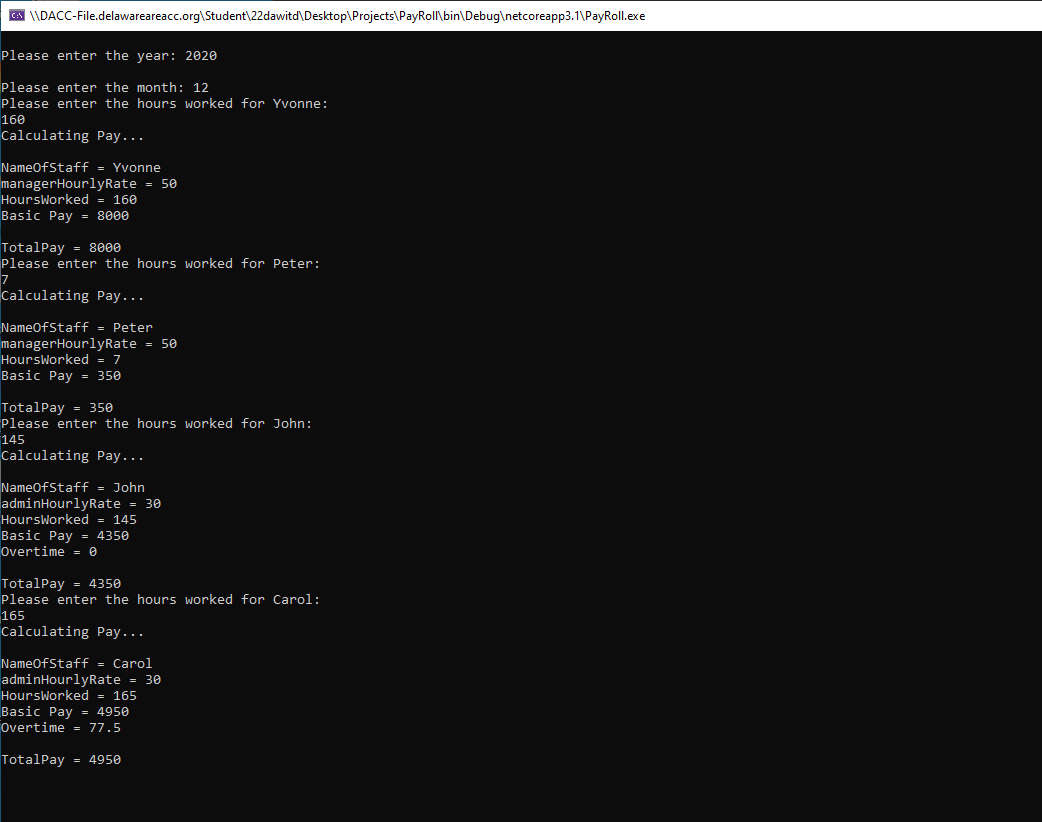 \\DACC-File.delawareareacc.org\Student\22dawitd\Desktop\Projects\PayRoll\bin\Debug\netcoreapp3.1\PayRoll.exe
Please enter the year: 2020
Please enter the month: 12
Please enter the hours worked for Yvonne:
160
Calculating Pay...
NameOfStaff = Yvonne
managerHourlyRate = 50
HoursWorked = 160
Basic Pay = 8000
TotalPay = 8000
Please enter the hours worked for Peter:
7
Calculating Pay...
NameOfStaff = Peter
managerHourlyRate = 50
HoursWorked = 7
Basic Pay = 350
TotalPay = 350
Please enter the hours worked for John:
145
Calculating Pay...
NameOfStaff = John
adminHourlyRate = 30
HoursWorked = 145
Basic Pay = 4350
Overtime = 0
TotalPay = 4350
Please enter the hours worked for Carol:
165
Calculating Pay...
NameOfStaff = Carol
adminHourlyRate = 30
HoursWorked = 165
Basic Pay = 4950
Overtime = 77.5
TotalPay = 4950